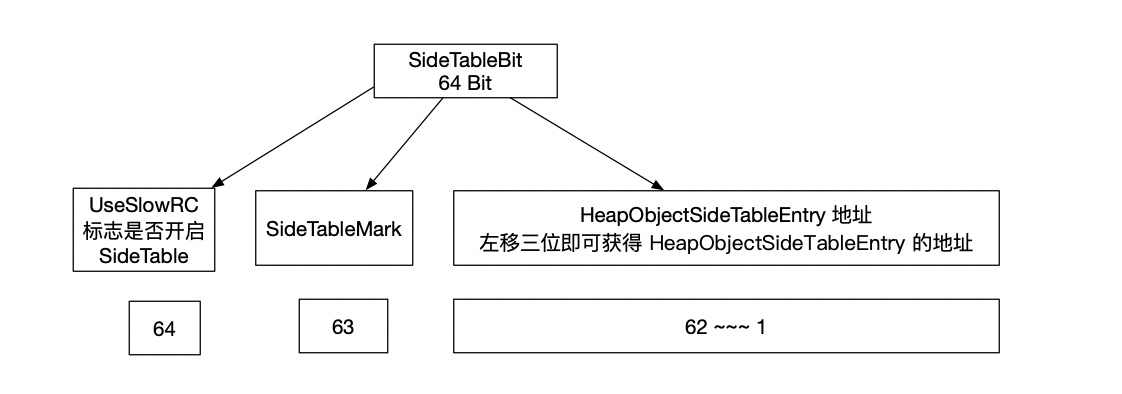 SideTableBit
64 Bit
UseSlowRC
标志是否开启
SideTable
SideTableMark
HeapObjectSideTableEntry 地址
左移三位即可获得 HeapObjectSideTableEntry 的地址
64
63
62 ~~~ 1